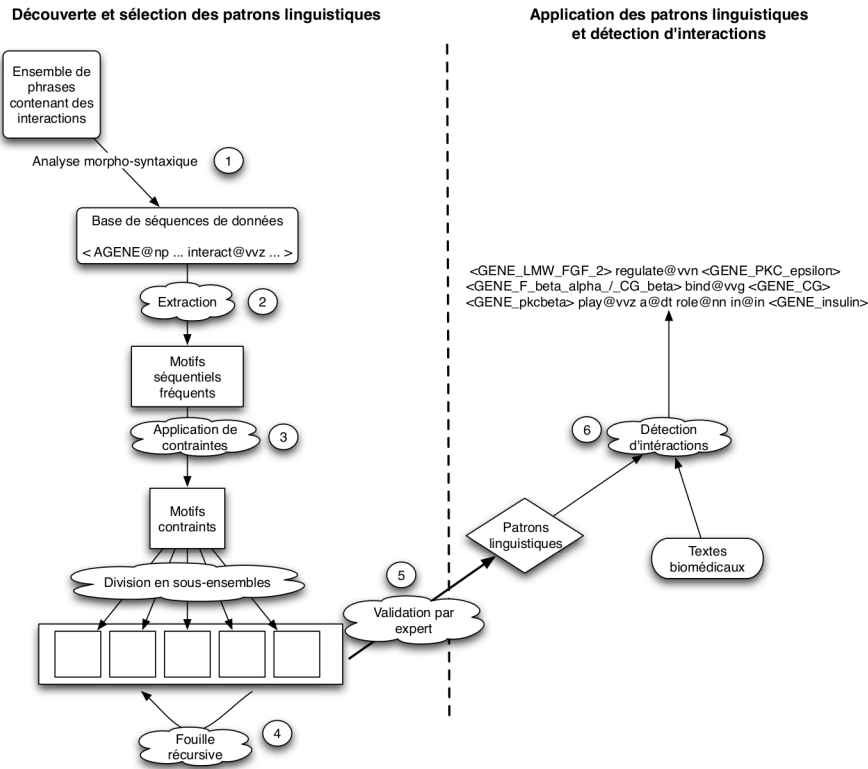 Découverte et sélection des patrons linguistiques
Ensemble de
phrases
contenant des
interactions
Analyse morpho-syntaxique
1
Base de séquences de données
< AGENE@np ... interact@vvz ... >
Extraction
2
Motifs
séquentiels
fréquents
Application de
contraintes
3
Motifs
contraints
Division en sous-ensembles
Fouille
récursive
4
5
Validation par
expert
Application des patrons linguistiques
et détection d'interactions
<GENE_LMW_FGF_2> regulate@vvn <GENE_PKC_epsilon>
<GENE_F_beta_alpha_/_CG_beta> bind@vvg <GENE_CG>
<GENE_pkcbeta> play@vvz a@dt role@nn in@in <GENE_insulin>
6
Détection
d'intéractions
Patrons
linguistiques
Textes
biomédicaux